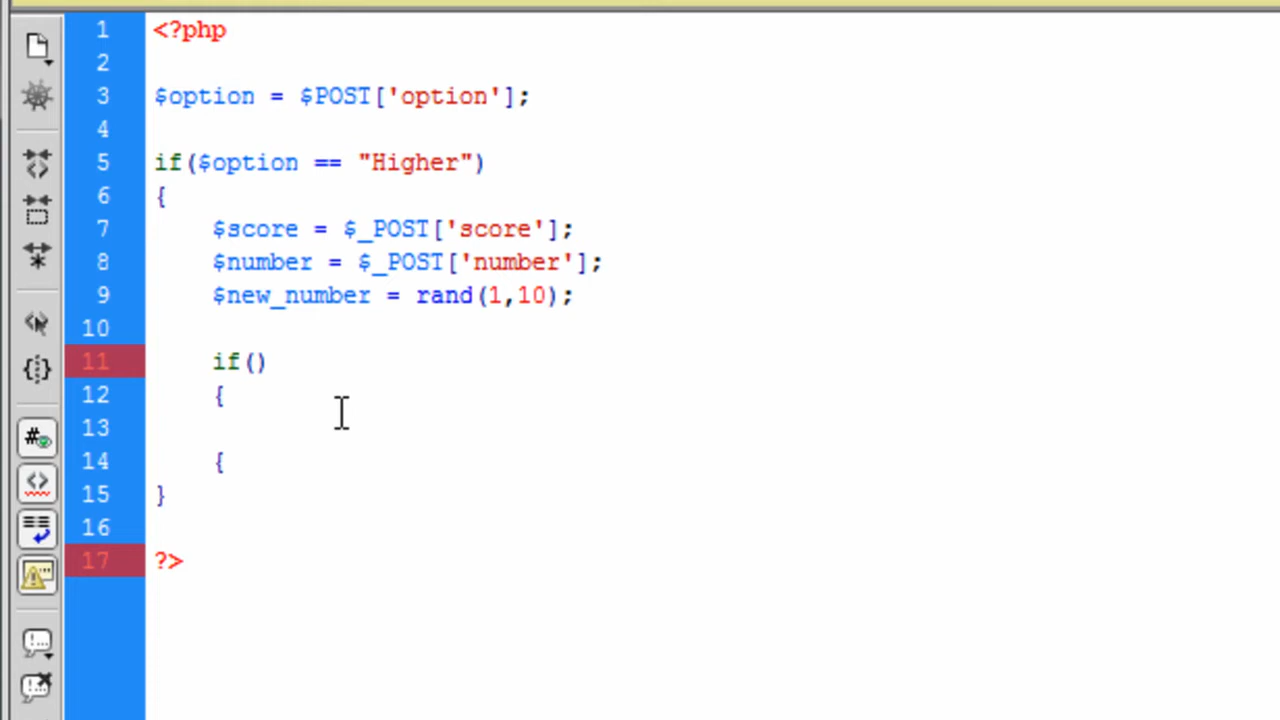 1 <?php
2
3 $option = $POST['option'];
4
5 if($option == "Higher")
6 {
7 $score = $_POST['score'];
8 $number = $_POST['number'];
9 $new_number = rand(1,10);
10
11 if()
12 {
13
14 {
15 }
16
17 ?>